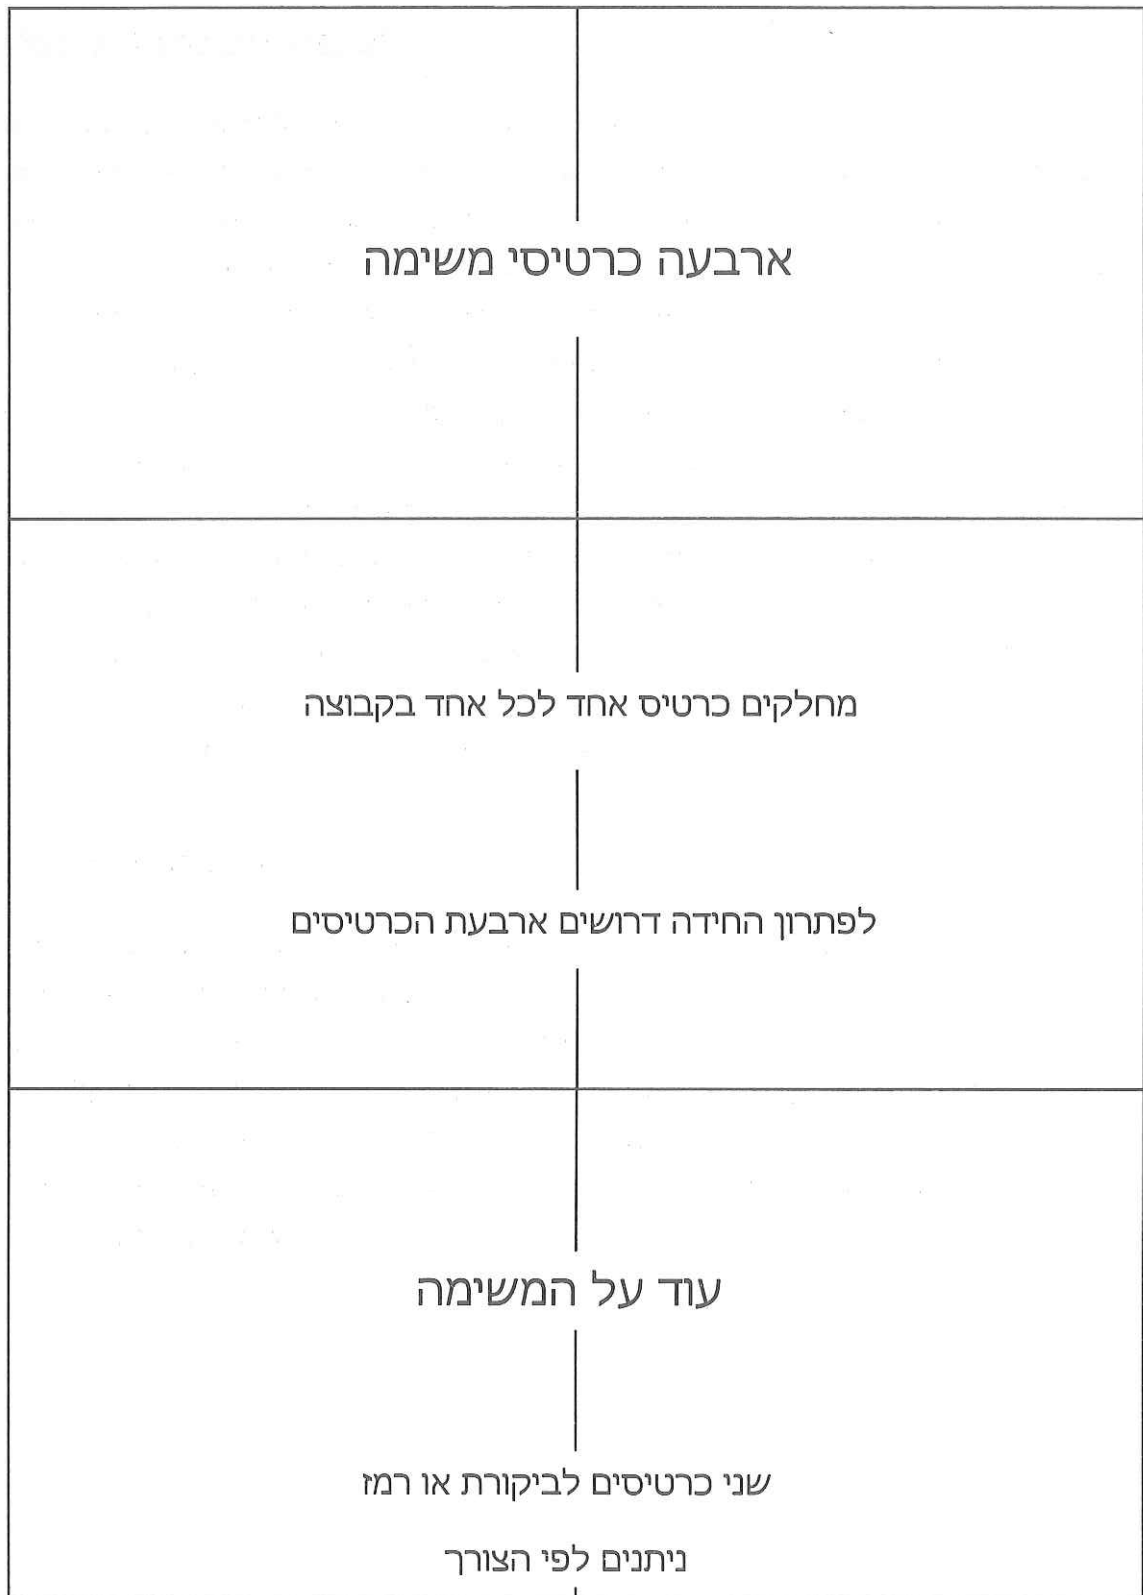 ארבעה כרטיסי משימה
מחלקים כרטיס אחד לכל אחד בקבוצה
לפתרון החידה דרושים ארבעת הכרטיסים
עוד על המשימה
שני כרטיסים לביקורת או רמז
ניתנים לפי הצורך